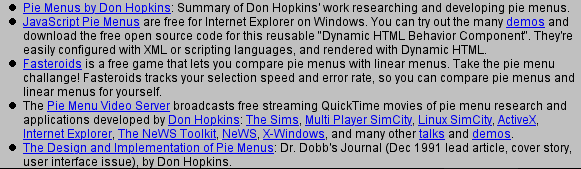 Pie Menus by Don Hopkins: Summary of Don Hopkins' work researching and developing pie menus.
JavaScript Pie Menus are free for Internet Explorer on Windows. You can try out the many demos and
download the free open source code for this reusable "Dynamic HTML Behavior Component". They're
easily configured with XML or scripting languages, and rendered with Dynamic HTML.
Fasteroids is a free game that lets you compare pie menus with linear menus. Take the pie menu
challange! Fasteroids tracks your selection speed and error rate, so you can compare pie menus and
linear menus for yourself.
The Pie Menu Video Server broadcasts free streaming QuickTime movies of pie menu research and
applications developed by Don Hopkins: The Sims, Multi Player SimCity, Linux SimCity, ActiveX,
Internet Explorer, The NeWS Toolkit, NeWS, X-Windows, and many other talks and demos.
The Design and Implementation of Pie Menus: Dr. Dobb's Journal (Dec 1991 lead article, cover story,
user interface issue), by Don Hopkins.